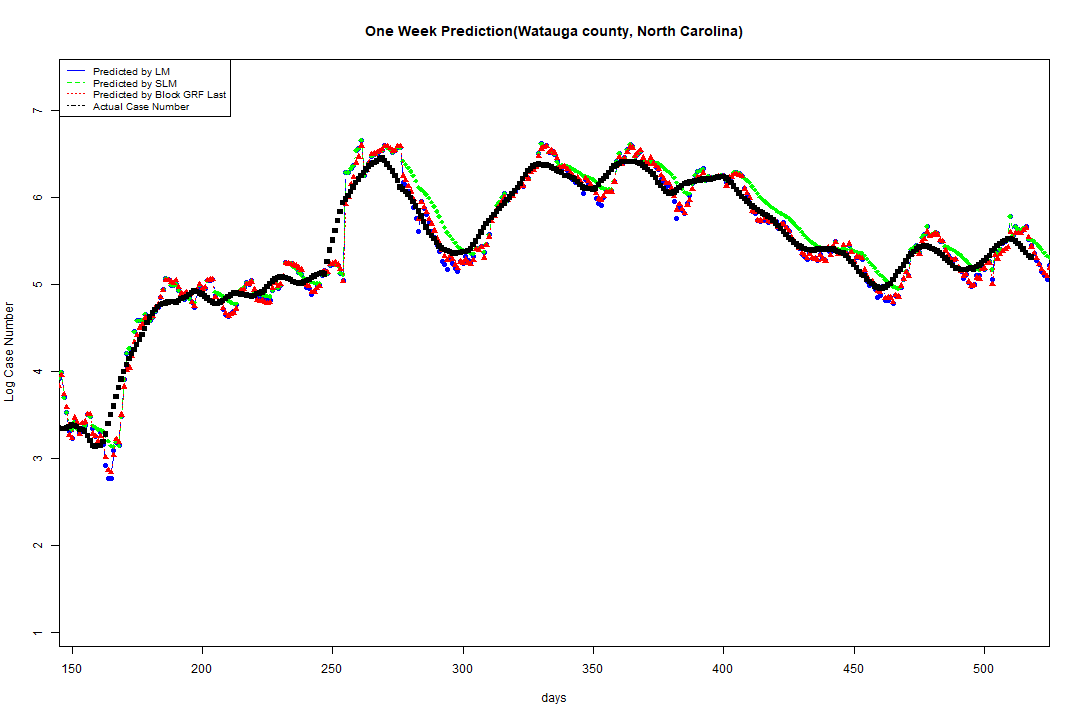 One Week Prediction(Watauga county, North Carolina)
Predicted by LM
Predicted by SLM
Predicted by Block GRF Last
Actual Case Number
Log Case Number
7
6
5
4
3
2
1
150 200 250 300 350 400 450 500
days